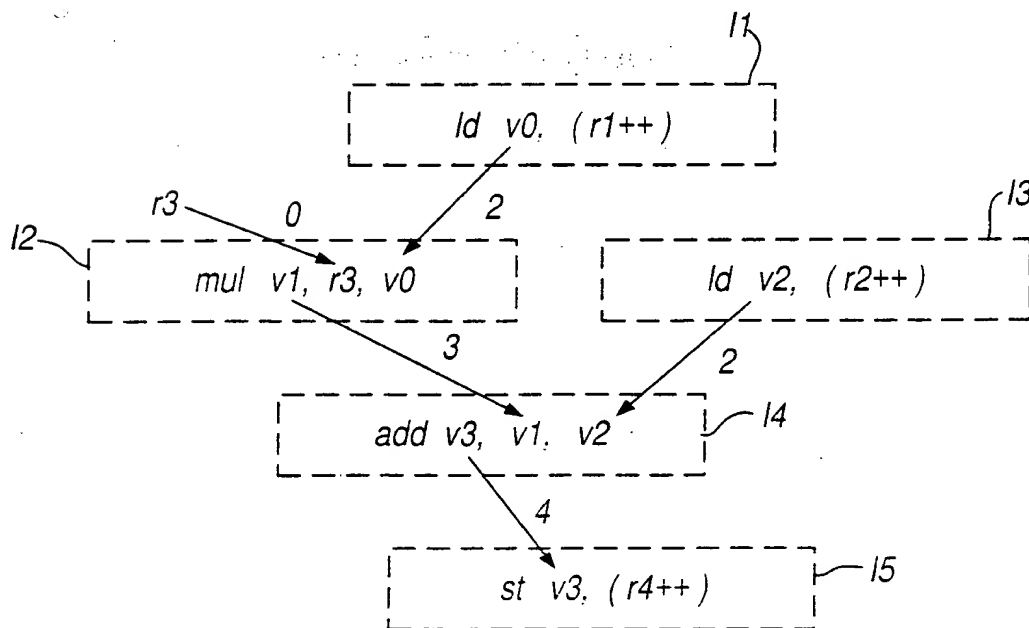 I1
ld v0, (r1++)
r3 0 2 I3
I2
mul v1, r3, v0 ld v2, (r2++)
3 2
add v3, v1, v2 I4
4
st v3, (r4++) I5